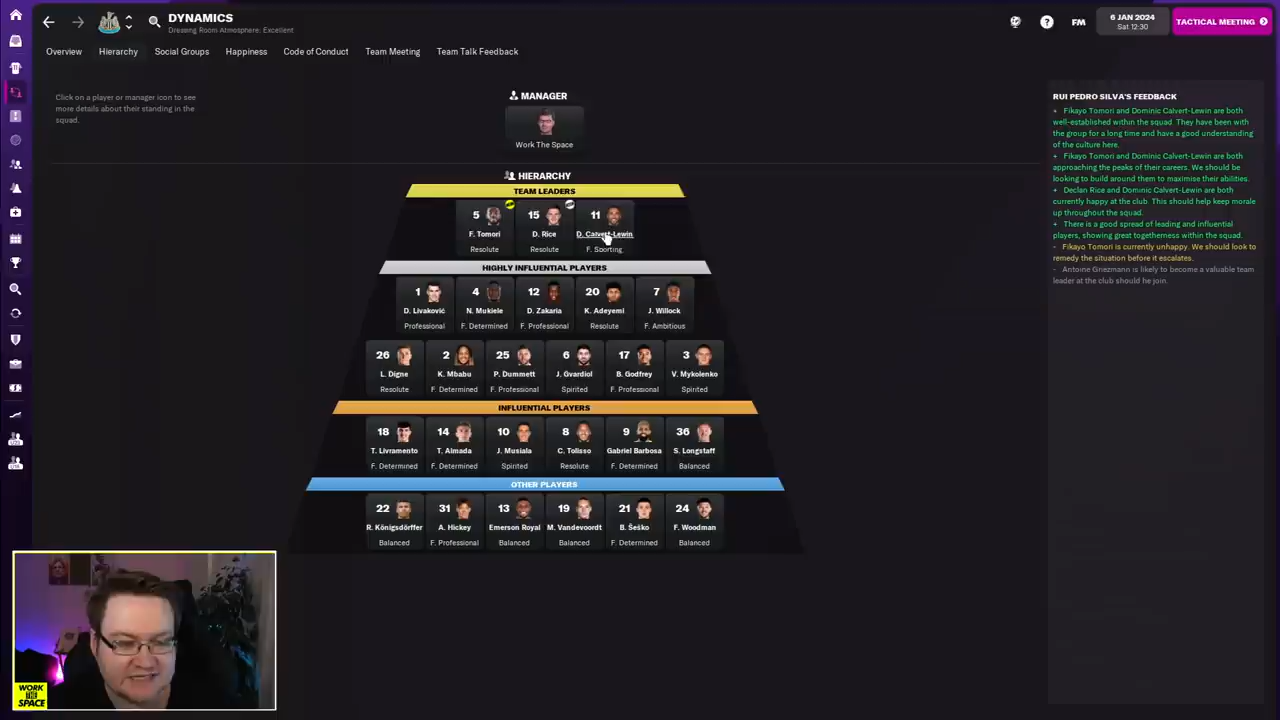 DYNAMICS
Dressing Room Atmosphere: Excellent
FM
6 JAN 2024
Sat 12:30
TACTICAL MEETING
Overview
Hierarchy
Social Groups
Happiness
Code of Conduct
Team Meeting
Team Talk Feedback
Click on a player or manager icon to see
more details about their standing in the
squad.
MANAGER
Work The Space
HIERARCHY
TEAM LEADERS
5 15 11
F. Tomori D. Rice D. Calvert-Lewin
Resolute Resolute F. Sporting
HIGHLY INFLUENTIAL PLAYERS
1 4 12 20 7
D. Livaković N. Mukiele D. Zakaria K. Adeyemi J. Willock
Professional F. Determined F. Professional Resolute F. Ambitious
26 2 25 6 17 3
L. Digne K. Mbabu P. Dummett J. Gvardiol B. Godfrey V. Mykolenko
Resolute F. Determined F. Professional Spirited F. Professional Spirited
INFLUENTIAL PLAYERS
18 14 10 8 9 36
T. Livramento T. Almada J. Musiala C. Tolisso Gabriel Barbosa S. Longstaff
F. Determined F. Determined Spirited Resolute F. Determined Balanced
OTHER PLAYERS
22 31 13 19 21 24
R. Königsdörffer A. Hickey Emerson Royal M. Vandevoordt B. Šeško F. Woodman
Balanced F. Professional Balanced Balanced F. Determined Balanced
RUI PEDRO SILVA'S FEEDBACK
+ Fikayo Tomori and Dominic Calvert-Lewin are both
well-established within the squad. They have been with
the group for a long time and have a good understanding
of the culture here.
+ Fikayo Tomori and Dominic Calvert-Lewin are both
approaching the peaks of their careers. We should be
looking to build around them to maximise their abilities.
+ Declan Rice and Dominic Calvert-Lewin are both
currently happy at the club. This should help keep morale
up throughout the squad.
+ There is a good spread of leading and influential
players, showing great togetherness within the squad.
- Fikayo Tomori is currently unhappy. We should look to
remedy the situation before it escalates.
- Antoine Griezmann is likely to become a valuable team
leader at the club should he join.
WORK
THE
SPACE